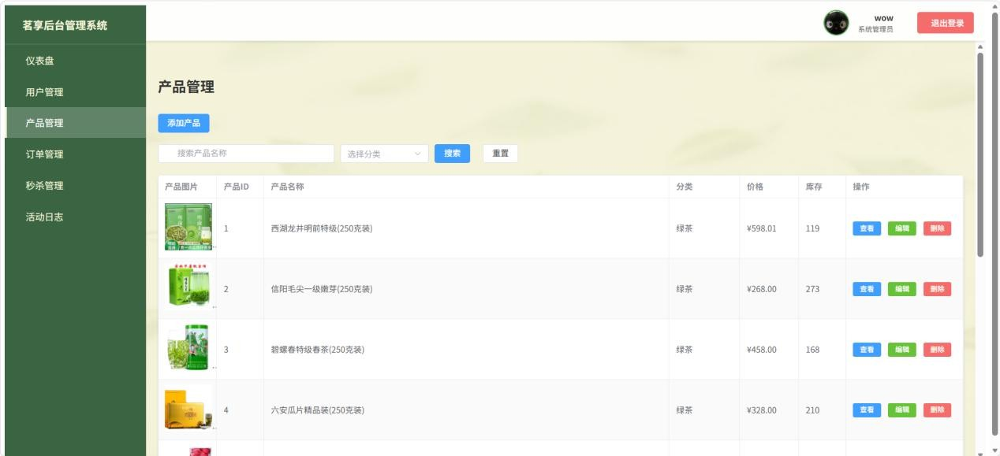 茗享后台管理系统
wow
系统管理员
退出登录
仪表盘
用户管理
产品管理
订单管理
秒杀管理
活动日志
产品管理
添加产品
搜索产品名称 选择分类 搜索 重置
产品图片 产品ID 产品名称 分类 价格 库存 操作
1 西湖龙井明前特级(250克装) 绿茶 ¥598.01 119 查看 编辑 删除
2 信阳毛尖一级嫩芽(250克装) 绿茶 ¥268.00 273 查看 编辑 删除
3 碧螺春特级春茶(250克装) 绿茶 ¥458.00 168 查看 编辑 删除
4 六安瓜片精品装(250克装) 绿茶 ¥328.00 210 查看 编辑 删除